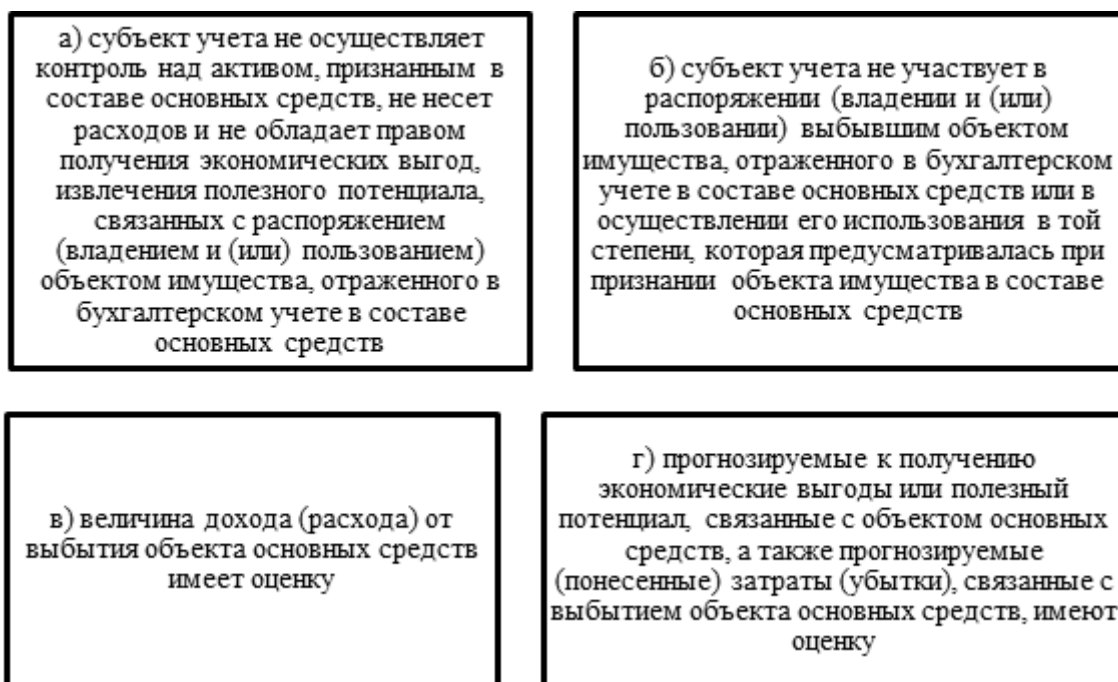 а) субъект учета не осуществляет
контроль над активом, признанным в
составе основных средств, не несет
расходов и не обладает правом
получения экономических выгод,
извлечения полезного потенциала,
связанных с распоряжением
(владением и (или) пользованием)
объектом имущества, отраженного в
бухгалтерском учете в составе
основных средств
б) субъект учета не участвует в
распоряжении (владении и (или)
пользовании) выбывшим объектом
имущества, отраженного в бухгалтерском
учете в составе основных средств или в
осуществлении его использования в той
степени, которая предусматривалась при
признании объекта имущества в составе
основных средств
в) величина дохода (расхода) от
выбытия объекта основных средств
имеет оценку
г) прогнозируемые к получению
экономические выгоды или полезный
потенциал, связанные с объектом основных
средств, а также прогнозируемые
(понесенные) затраты (убытки), связанные с
выбытием объекта основных средств, имеют
оценку